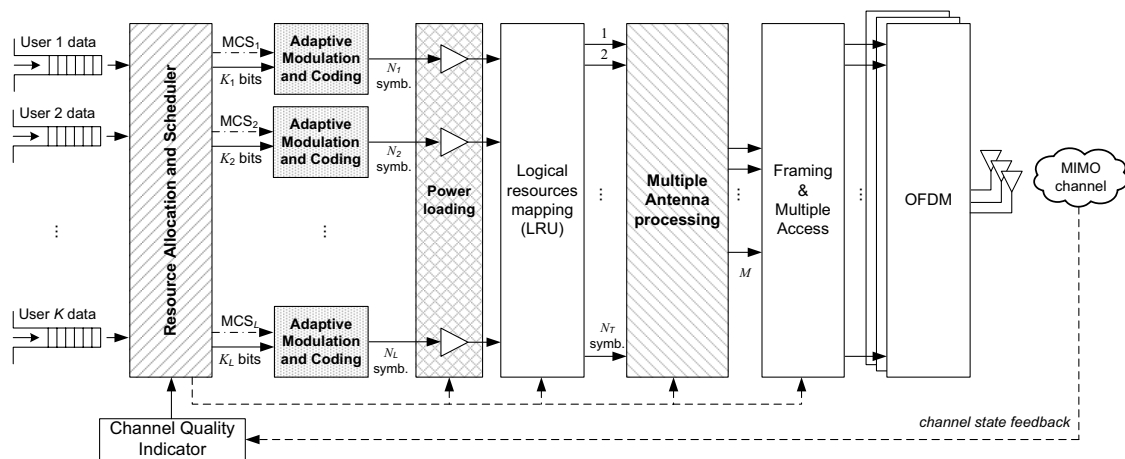 User 1 data
User 2 data
⋮
User K data
Resource Allocation and Scheduler
MCS1
K1 bits
MCS2
K2 bits
MCSL
KL bits
Adaptive
Modulation
and Coding
Adaptive
Modulation
and Coding
⋮
Adaptive
Modulation
and Coding
N1
symb.
N2
symb.
NL
symb.
Power
loading
Logical
resources
mapping
(LRU)
1
2
⋮
NT
symb.
Multiple
Antenna
processing
⋮
M
Framing
&
Multiple
Access
⋮
OFDM
MIMO
channel
channel state feedback
Channel Quality
Indicator